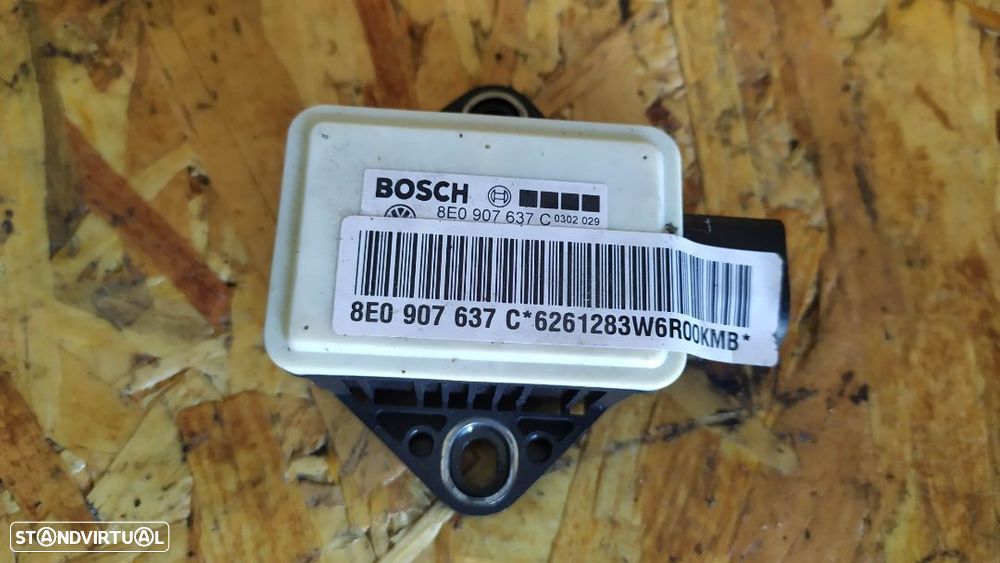 BOSCH
8E0 907 637 C 0302 029
8E0 907 637 C*6261283W6R00KMB*
STANDVIRTUAL